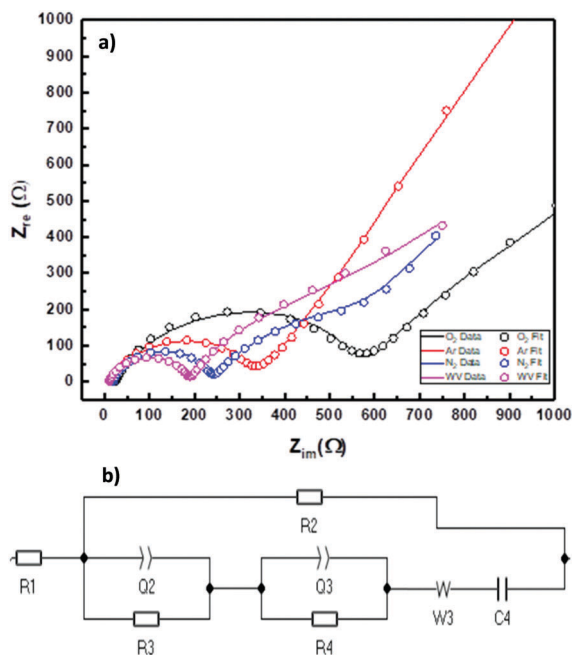 a)
1000
900
800
700
600
500
400
300
200
100
0
Z_re (Ω)
0 100 200 300 400 500 600 700 800 900 1000
Z_im (Ω)
O₂ Data O₂ Fit
Ar Data Ar Fit
N₂ Data N₂ Fit
WV Data WV Fit
b)
R2
R1 Q2 Q3
W3 C4
R3 R4